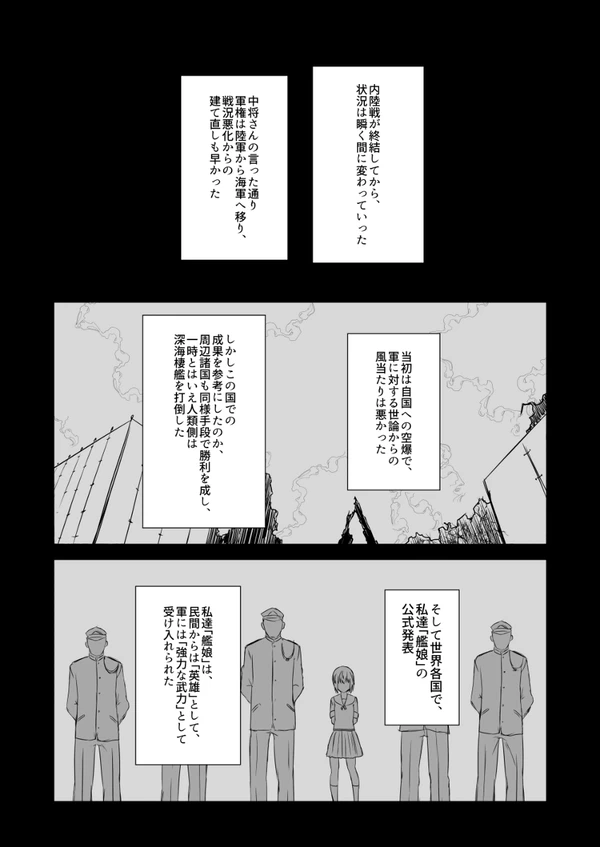 内陸戦が終結してから、
状況は瞬く間に変わっていった
中将さんの言った通り
軍権は陸軍から海軍へ移り、
戦況悪化からの
建て直しも早かった
当初は自国への空爆で、
軍に対する世論からの
風当たりは悪かった
しかしこの国での
成果を参考にしたのか、
周辺諸国も同様手段で勝利を成し、
一時とはいえ人類側は
深海棲艦を打倒した
そして世界各国で、
私達「艦娘」の
公式発表
私達「艦娘」は、
民間からは「英雄」として、
軍には「強力な武力」として
受け入れられた